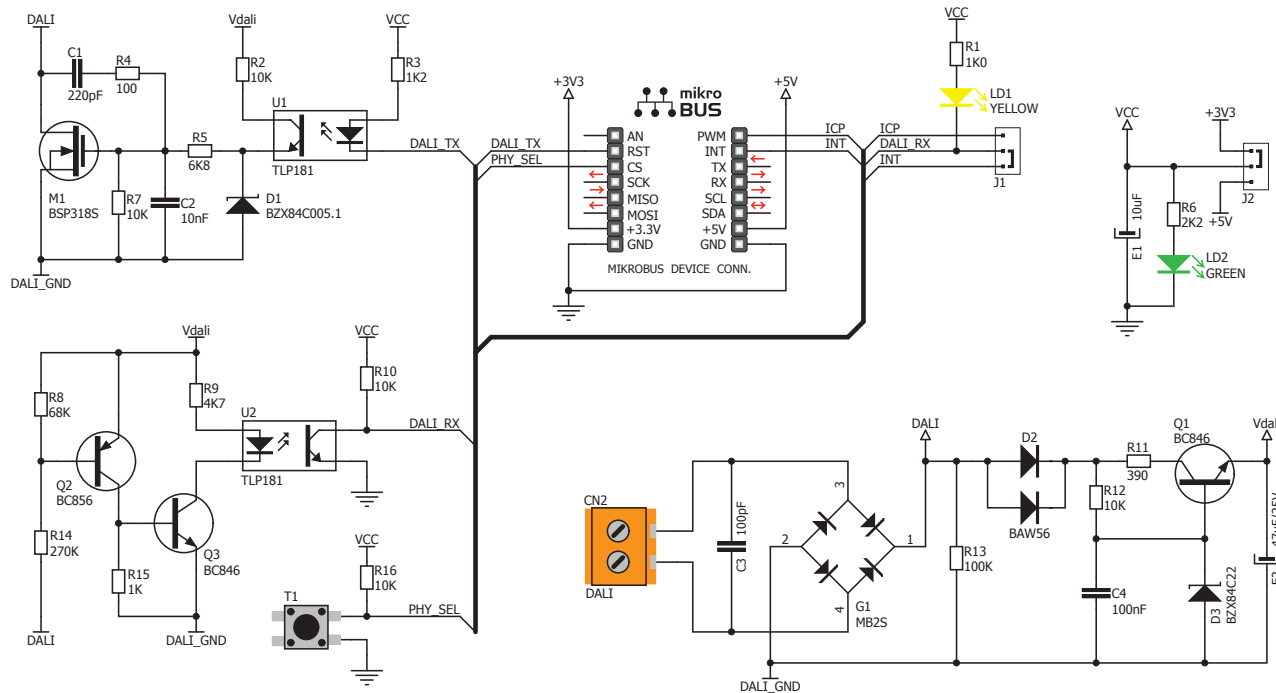 DALI
Vdali
VCC
C1
220pF
R4
100
R2
10K
R3
1K2
U1
TLP181
R5
6K8
M1
BSP318S
R7
10K
C2
10nF
D1
BZX84C005.1
DALI_GND
DALI_TX
DALI_TX
PHY_SEL
+3V3
mikro
BUS
+5V
AN
RST
CS
SCK
MISO
MOSI
+3.3V
GND
PWM
INT
TX
RX
SCL
SDA
+5V
GND
MIKROBUS DEVICE CONN.
ICP
INT
ICP
DALI_RX
INT
VCC
R1
1K0
LD1
YELLOW
J1
VCC
+3V3
J2
+5V
10uF
E1
R6
2K2
LD2
GREEN
Vdali
VCC
R8
68K
R9
4K7
R10
10K
U2
TLP181
DALI_RX
Q2
BC856
Q3
BC846
R14
270K
R15
1K
DALI
DALI_GND
VCC
R16
10K
T1
PHY_SEL
CN2
DALI
100pF
C3
3
2
1
4
G1
MB2S
DALI
DALI_GND
R13
100K
D2
BAW56
R11
390
R12
10K
C4
100nF
Q1
BC846
D3
BZX84C22